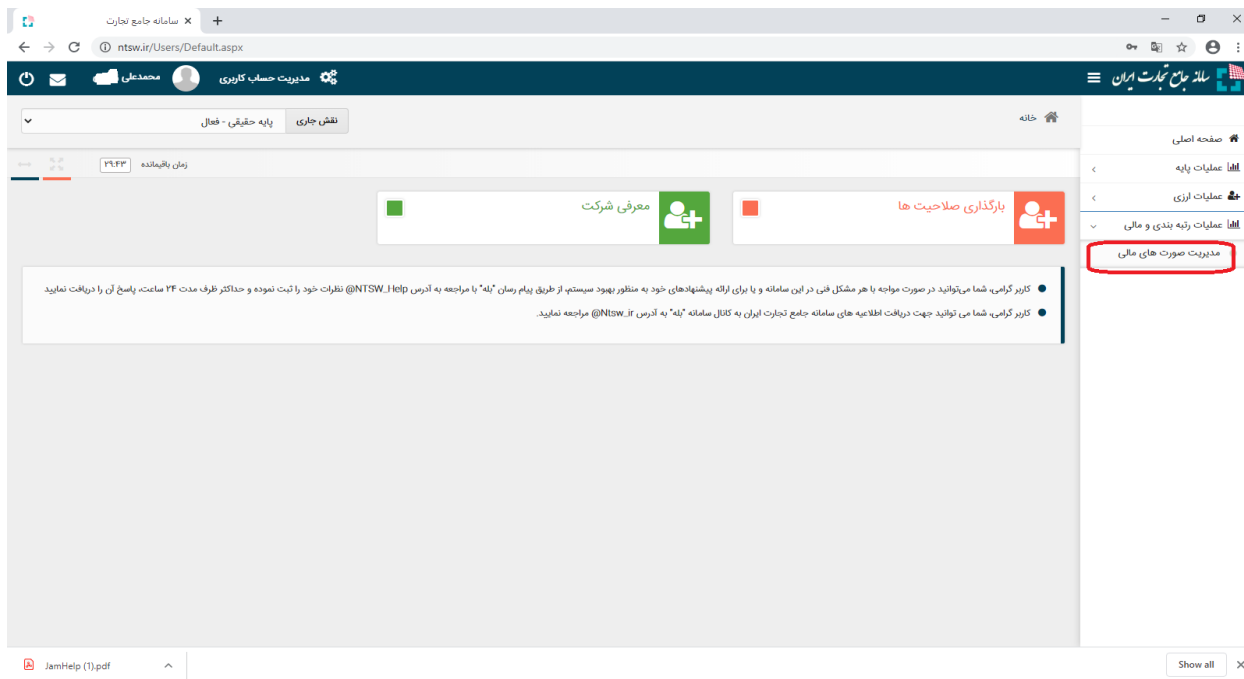 سامانه جامع تجارت
ntsw.ir/Users/Default.aspx
سامانه جامع تجارت ایران
مدیریت حساب کاربری
محمدعلی
خانه
نقش جاری
پایه حقیقی - فعال
زمان باقیمانده
۲۹:۴۳
صفحه اصلی
عملیات پایه
عملیات ارزی
عملیات رتبه بندی و مالی
مدیریت صورت های مالی
بارگذاری صلاحیت ها
معرفی شرکت
کاربر گرامی، شما می‌توانید در صورت مواجه با هر مشکل فنی در این سامانه و یا برای ارائه پیشنهادهای خود به منظور بهبود سیستم، از طریق پیام رسان "بله" با مراجعه به آدرس NTSW_Help@ نظرات خود را ثبت نموده و حداکثر ظرف مدت ۲۴ ساعت، پاسخ آن را دریافت نمایید
کاربر گرامی، شما می توانید جهت دریافت اطلاعیه های سامانه جامع تجارت ایران به کانال سامانه "بله" به آدرس Ntsw_ir@ مراجعه نمایید.
JamHelp (1).pdf
Show all